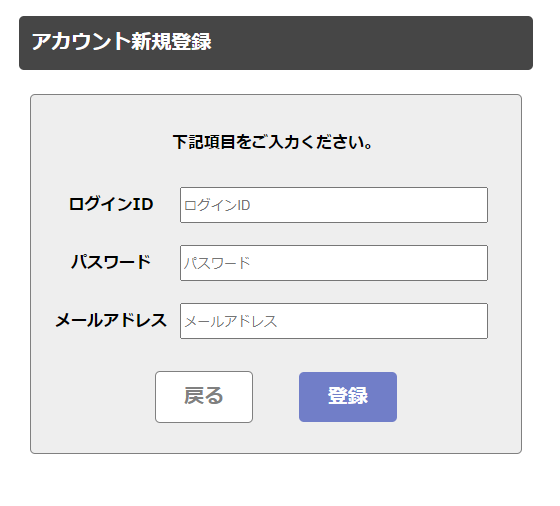 アカウント新規登録
下記項目をご入力ください。
ログインID ログインID
パスワード パスワード
メールアドレス メールアドレス
戻る 登録